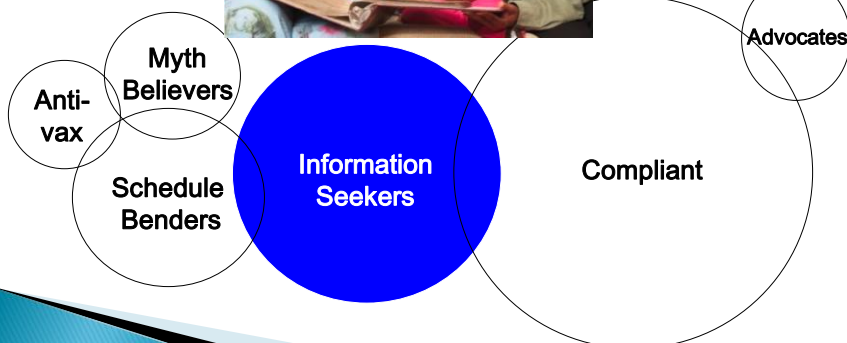 Advocates
Myth
Believers
Anti-
vax
Information
Seekers
Compliant
Schedule
Benders